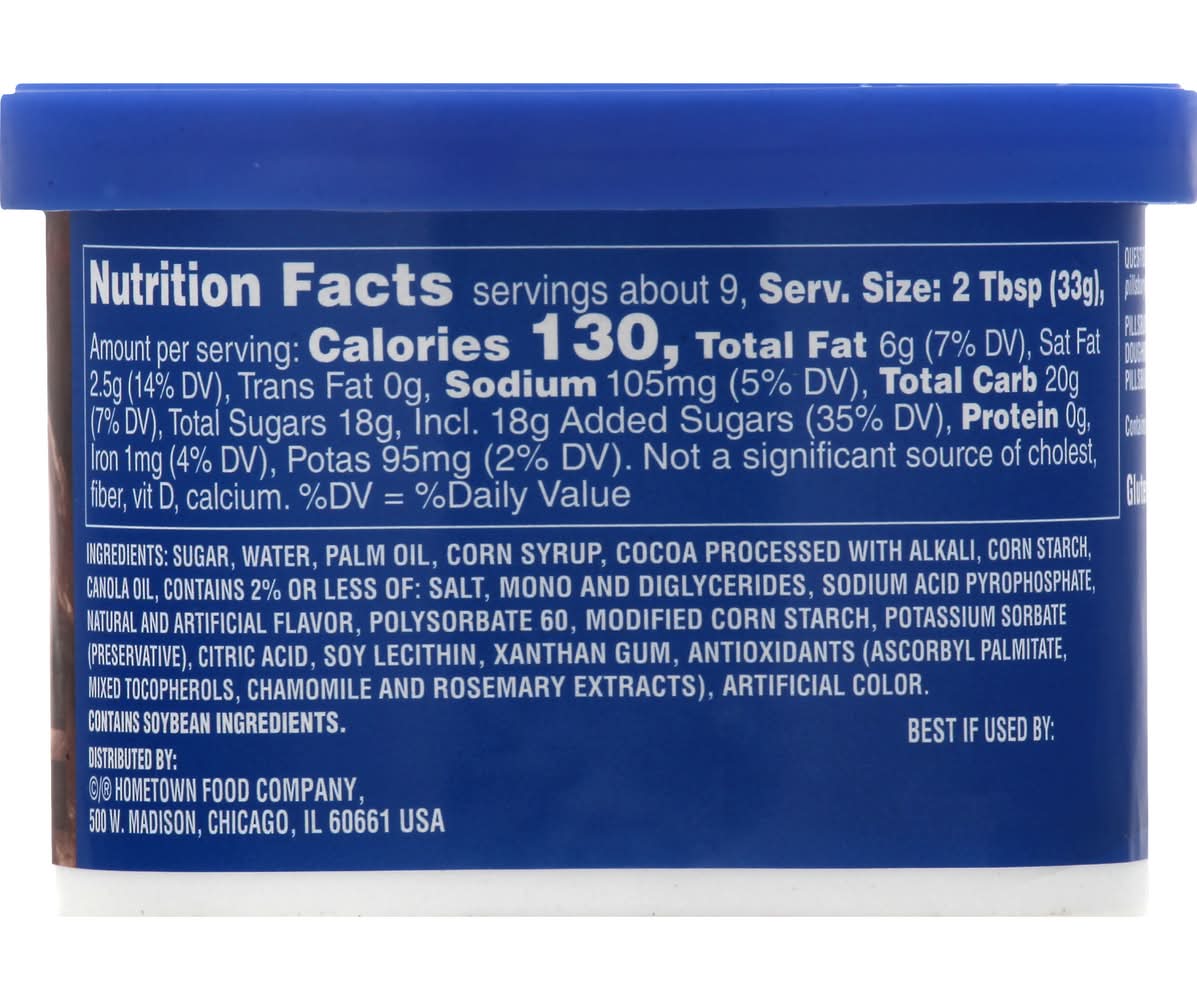 Nutrition Facts servings about 9, Serv. Size: 2 Tbsp (33g),
Amount per serving: Calories 130, Total Fat 6g (7% DV), Sat Fat
2.5g (14% DV), Trans Fat 0g, Sodium 105mg (5% DV), Total Carb 20g
(7% DV), Total Sugars 18g, Incl. 18g Added Sugars (35% DV), Protein 0g,
Iron 1mg (4% DV), Potas 95mg (2% DV). Not a significant source of cholest,
fiber, vit D, calcium. %DV = %Daily Value
INGREDIENTS: SUGAR, WATER, PALM OIL, CORN SYRUP, COCOA PROCESSED WITH ALKALI, CORN STARCH,
CANOLA OIL, CONTAINS 2% OR LESS OF: SALT, MONO AND DIGLYCERIDES, SODIUM ACID PYROPHOSPHATE,
NATURAL AND ARTIFICIAL FLAVOR, POLYSORBATE 60, MODIFIED CORN STARCH, POTASSIUM SORBATE
(PRESERVATIVE), CITRIC ACID, SOY LECITHIN, XANTHAN GUM, ANTIOXIDANTS (ASCORBYL PALMITATE,
MIXED TOCOPHEROLS, CHAMOMILE AND ROSEMARY EXTRACTS), ARTIFICIAL COLOR.
CONTAINS SOYBEAN INGREDIENTS.
BEST IF USED BY:
DISTRIBUTED BY:
©/® HOMETOWN FOOD COMPANY,
500 W. MADISON, CHICAGO, IL 60661 USA